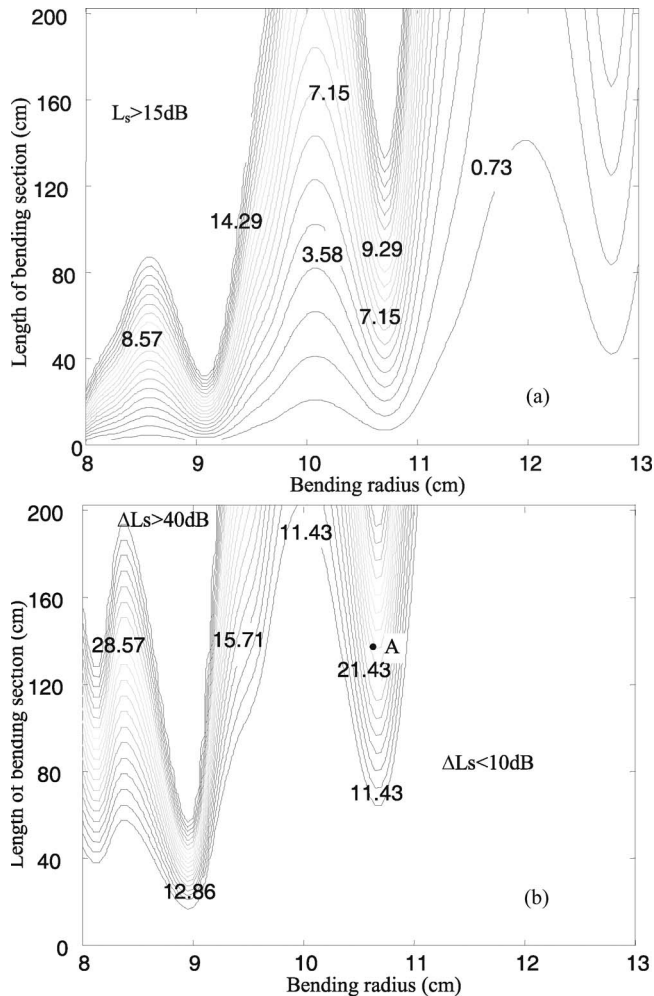 200
160
120
80
40
0
Length of bending section (cm)
Ls>15dB
7.15
14.29
3.58
9.29
7.15
8.57
0.73
(a)
8 9 10 11 12 13
Bending radius (cm)
200
160
120
80
40
0
Length of bending section (cm)
ΔLs>40dB
11.43
28.57
15.71
A
21.43
ΔLs<10dB
11.43
12.86
(b)
8 9 10 11 12 13
Bending radius (cm)